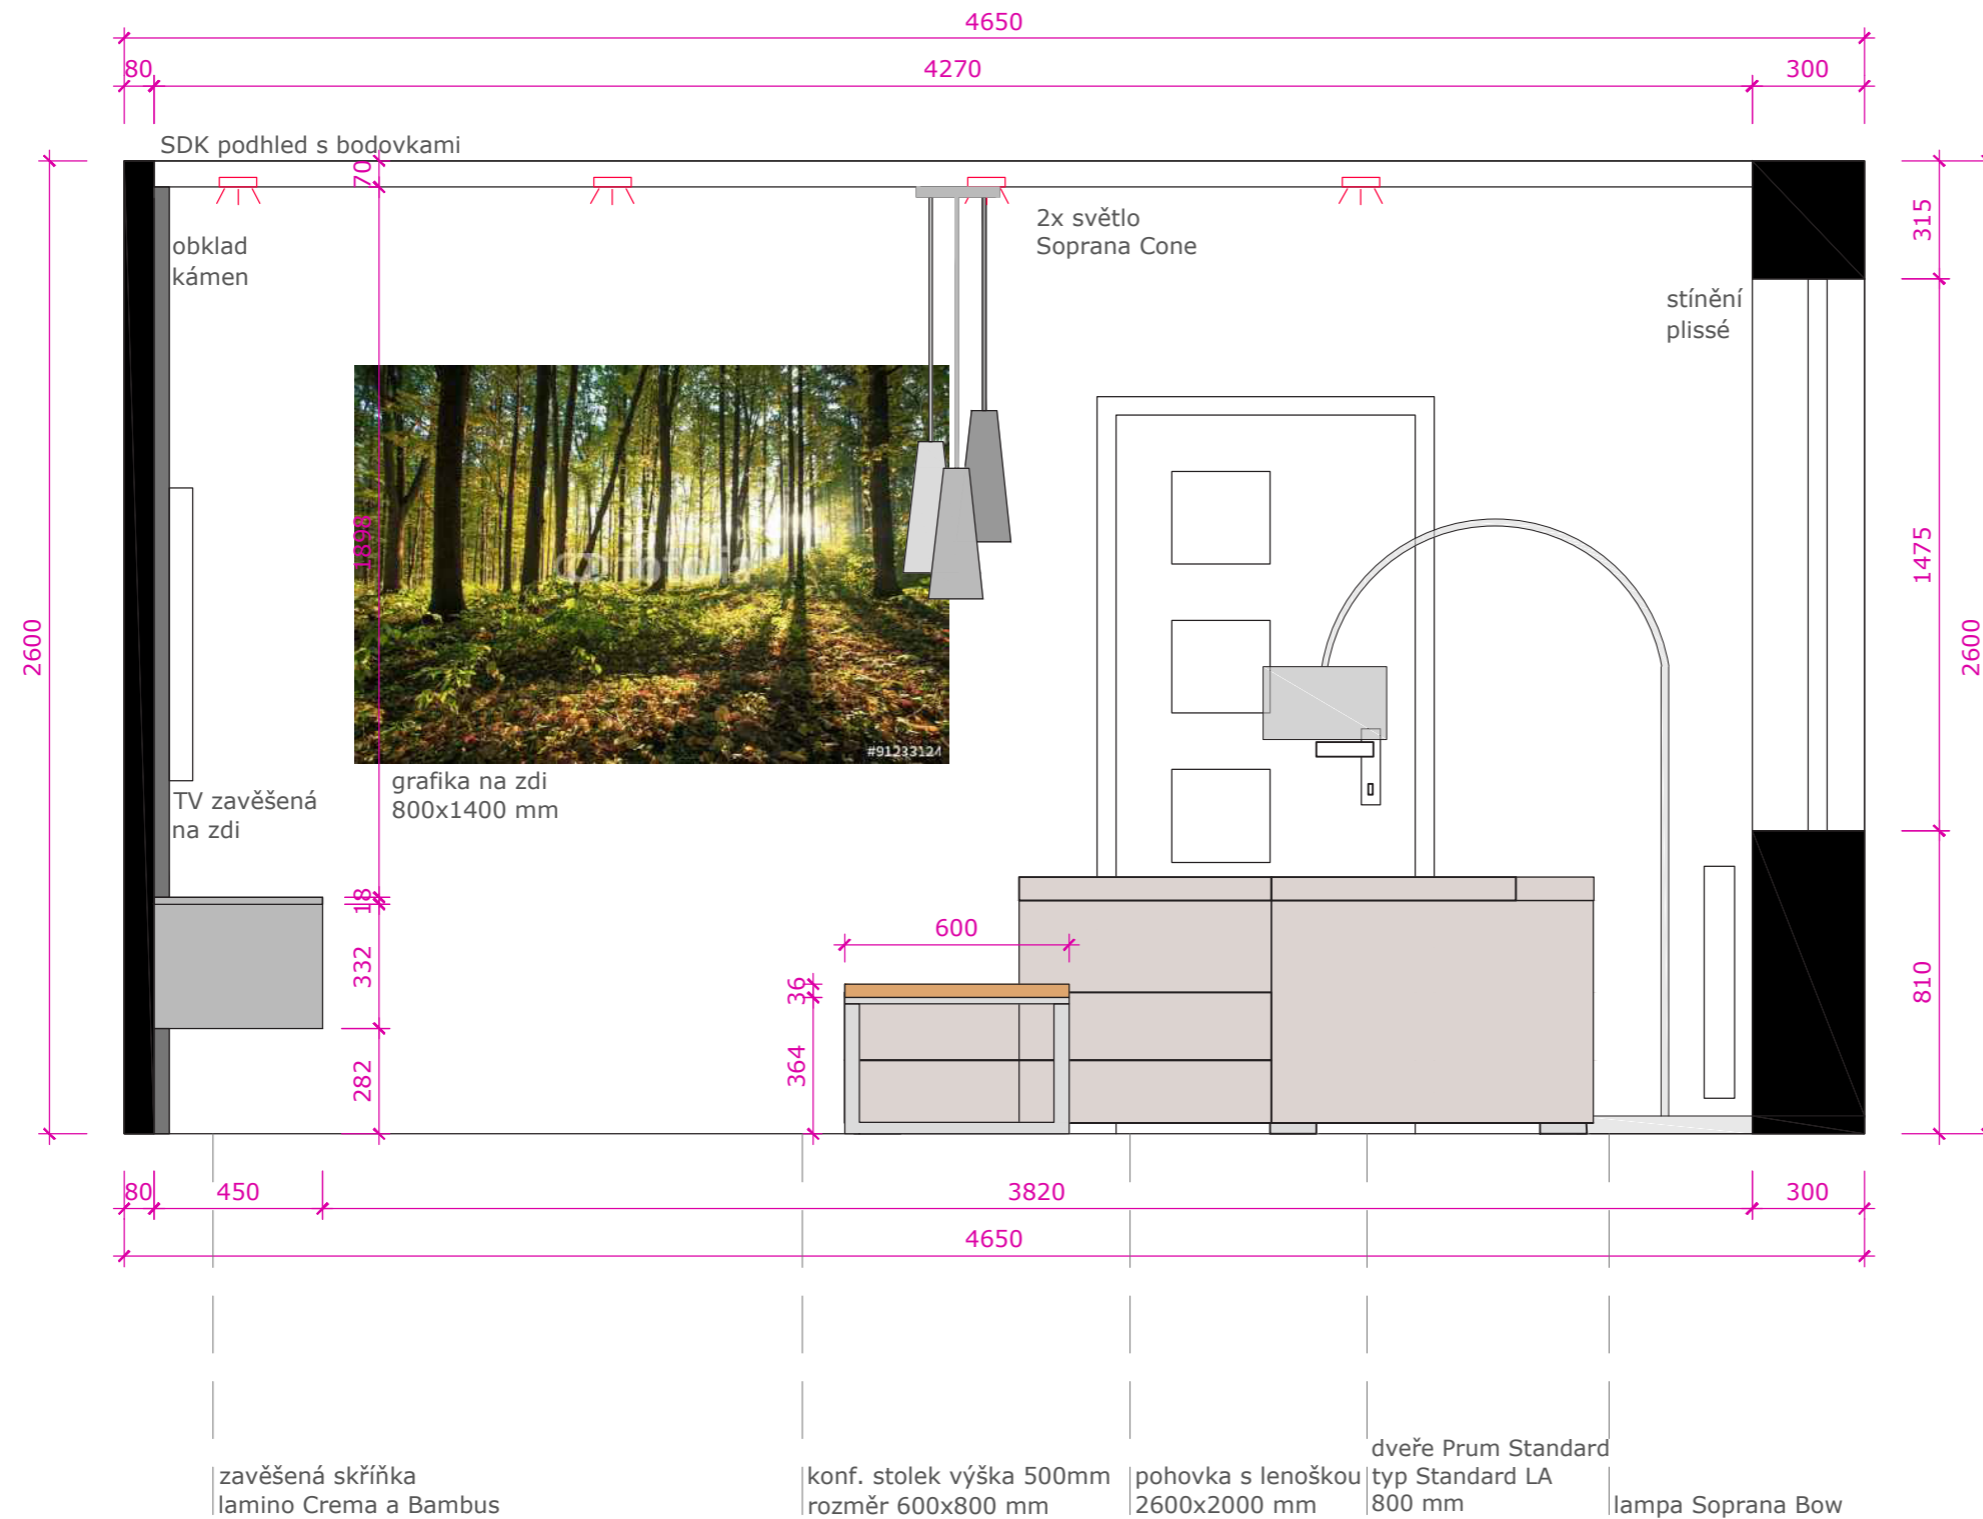 4650
80
4270
300
SDK podhled s bodovkami
70
obklad
kámen
2x světlo
Soprana Cone
315
stínění
plissé
1898
fotolia
1475
2600
2600
#91233124
grafika na zdi
800x1400 mm
TV zavěšená
na zdi
18
332
600
36
810
364
282
80
450
3820
300
4650
zavěšená skříňka
lamino Crema a Bambus
konf. stolek výška 500mm
rozměr 600x800 mm
pohovka s lenoškou
2600x2000 mm
dveře Prum Standard
typ Standard LA
800 mm
lampa Soprana Bow